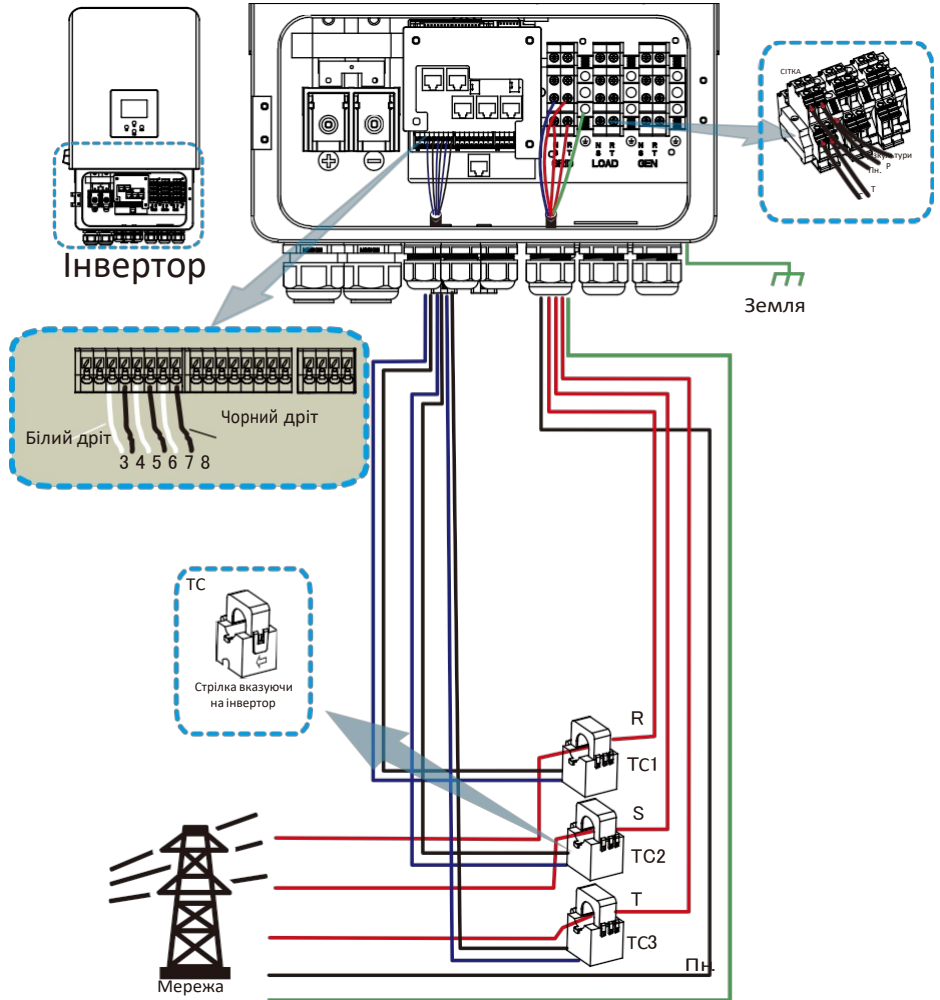 Інвертор
+
−
N
S
R
T
LOAD
N
S
R
T
GEN
СІТКА
Р
Пн.
Т
Земля
Білий дріт
Чорний дріт
3 4 5 6 7 8
ТС
Стрілка вказуючи
на інвертор
R
TC1
S
TC2
T
TC3
Пн.
Мережа